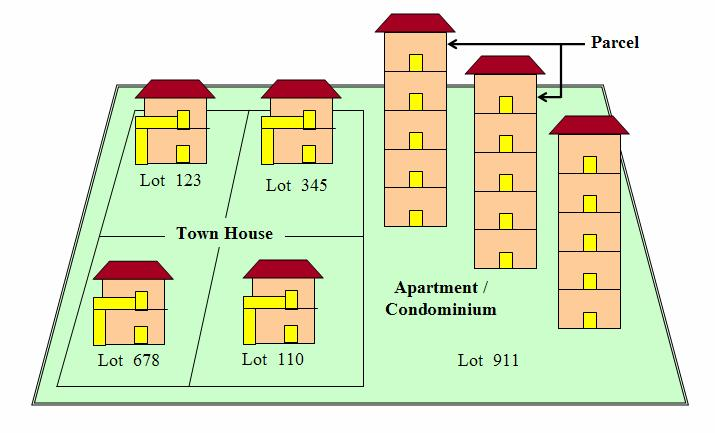 Parcel
Lot 123
Lot 345
Town House
Apartment /
Condominium
Lot 678
Lot 110
Lot 911